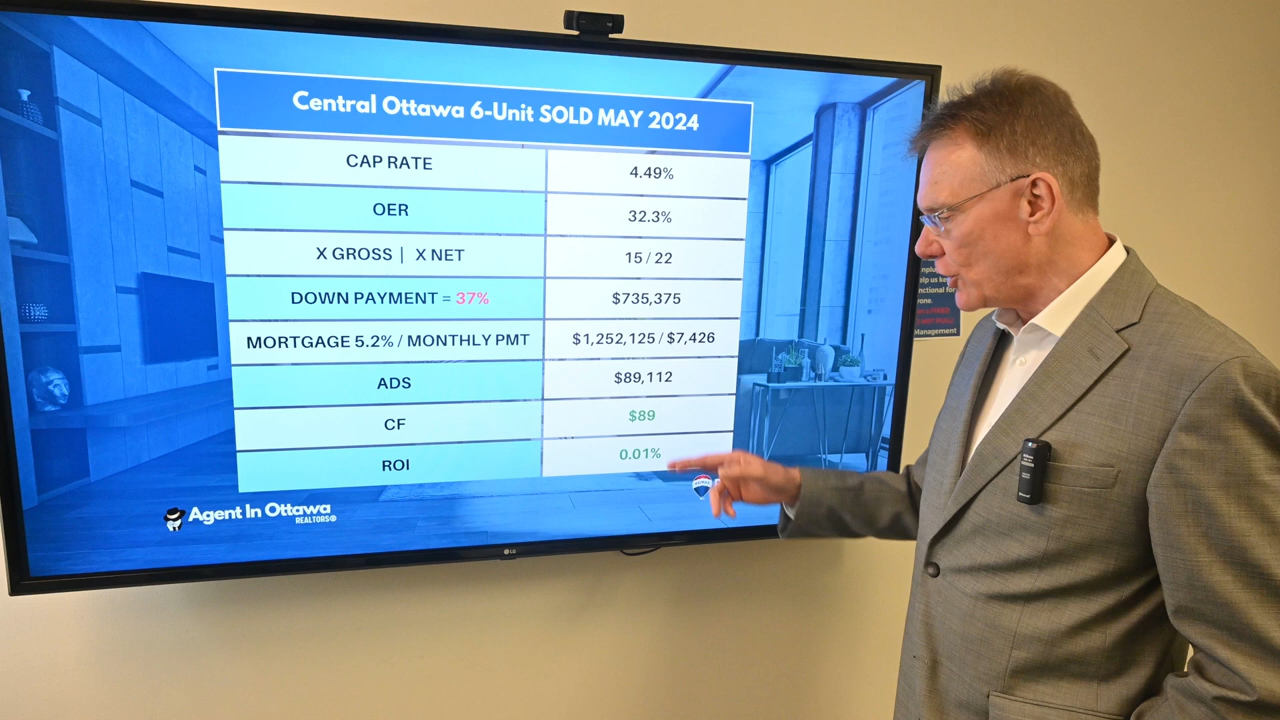 Central Ottawa 6-Unit SOLD MAY 2024
CAP RATE 4.49%
OER 32.3%
X GROSS | X NET 15 / 22
DOWN PAYMENT = 37% $735,375
MORTGAGE 5.2% / MONTHLY PMT $1,252,125 / $7,426
ADS $89,112
CF $89
ROI 0.01%
Agent In Ottawa
REALTORS®
LG
Management